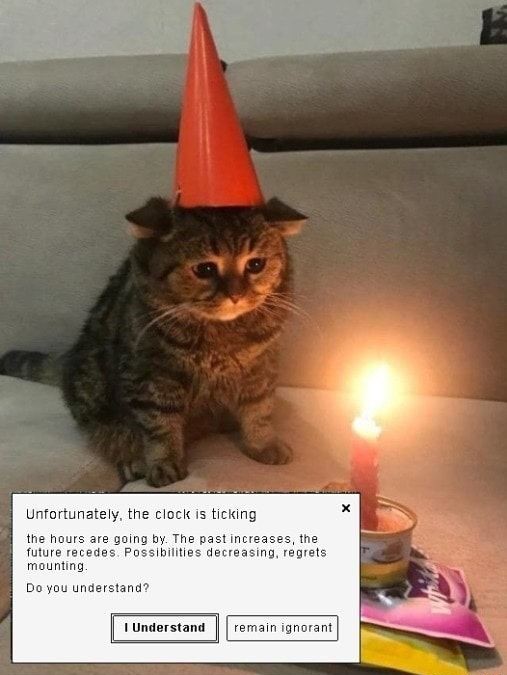 Unfortunately, the clock is ticking
the hours are going by. The past increases, the
future recedes. Possibilities decreasing, regrets
mounting.
Do you understand?
I Understand
remain ignorant